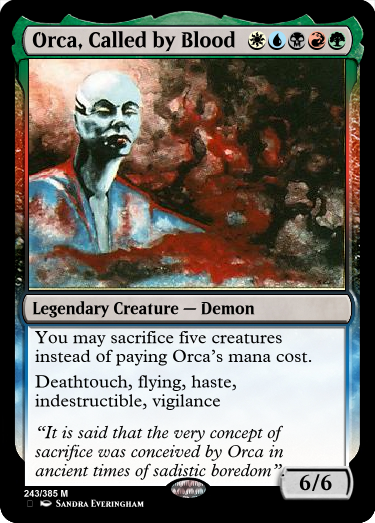 Orca, Called by Blood
Legendary Creature — Demon
You may sacrifice five creatures
instead of paying Orca's mana cost.
Deathtouch, flying, haste,
indestructible, vigilance
“It is said that the very concept of
sacrifice was conceived by Orca in
ancient times of sadistic boredom”.
6/6
243/385 M
Sandra Everingham